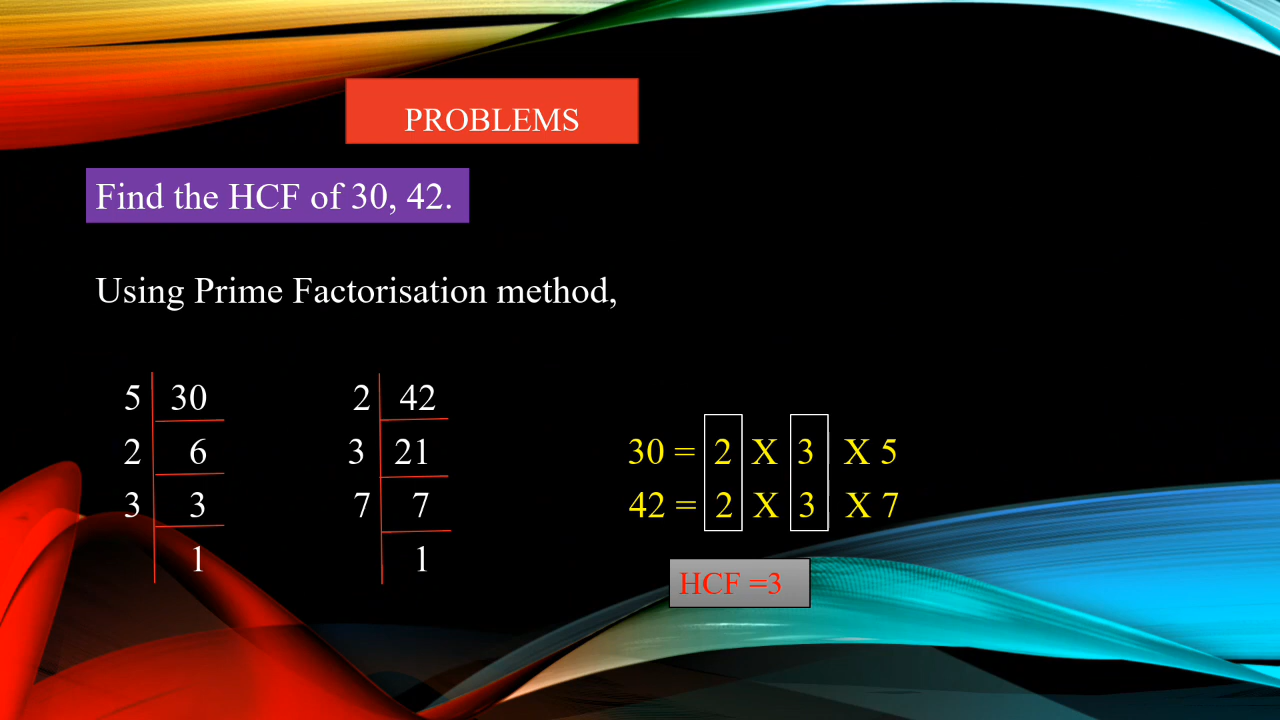 PROBLEMS
Find the HCF of 30, 42.
Using Prime Factorisation method,
5 30
2 6
3 3
1
2 42
3 21
7 7
1
30 = 2 X 3 X 5
42 = 2 X 3 X 7
HCF =3